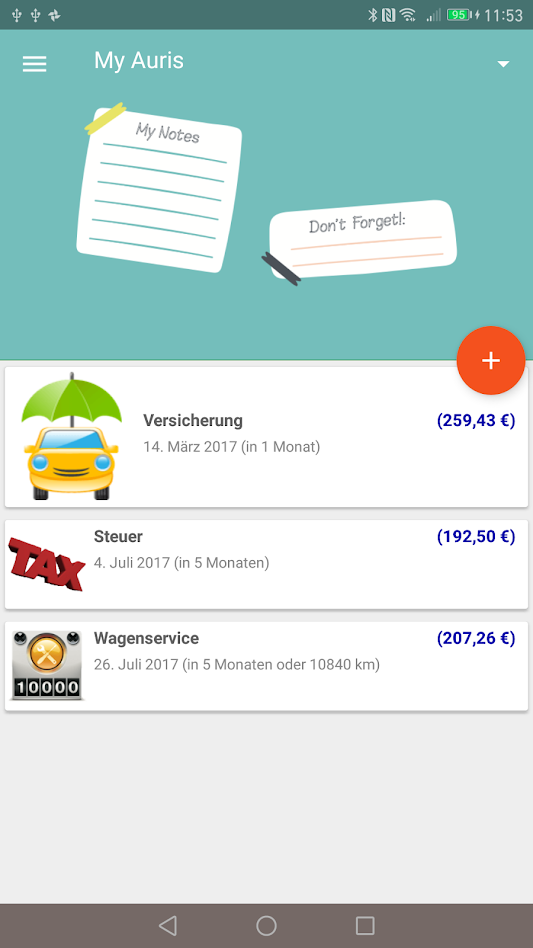 95 11:53
My Auris
My Notes
Don't Forget!:
+
Versicherung (259,43 €)
14. März 2017 (in 1 Monat)
TAX
Steuer (192,50 €)
4. Juli 2017 (in 5 Monaten)
Wagenservice (207,26 €)
26. Juli 2017 (in 5 Monaten oder 10840 km)
10000